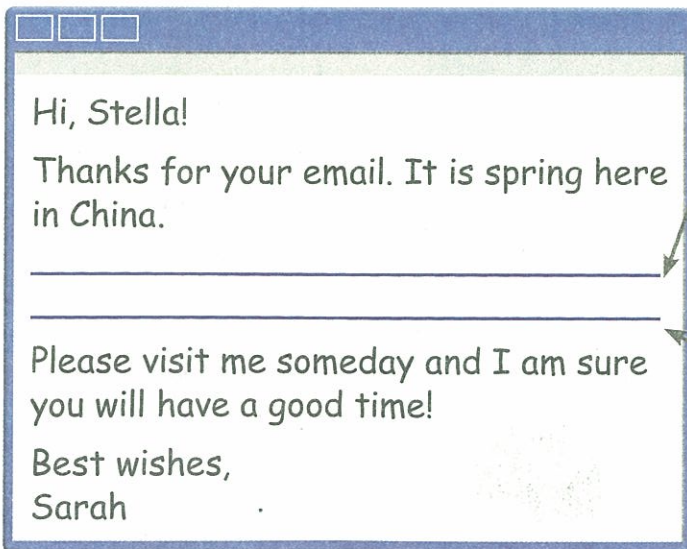 Hi, Stella!
Thanks for your email. It is spring here
in China.
Please visit me someday and I am sure
you will have a good time!
Best wishes,
Sarah